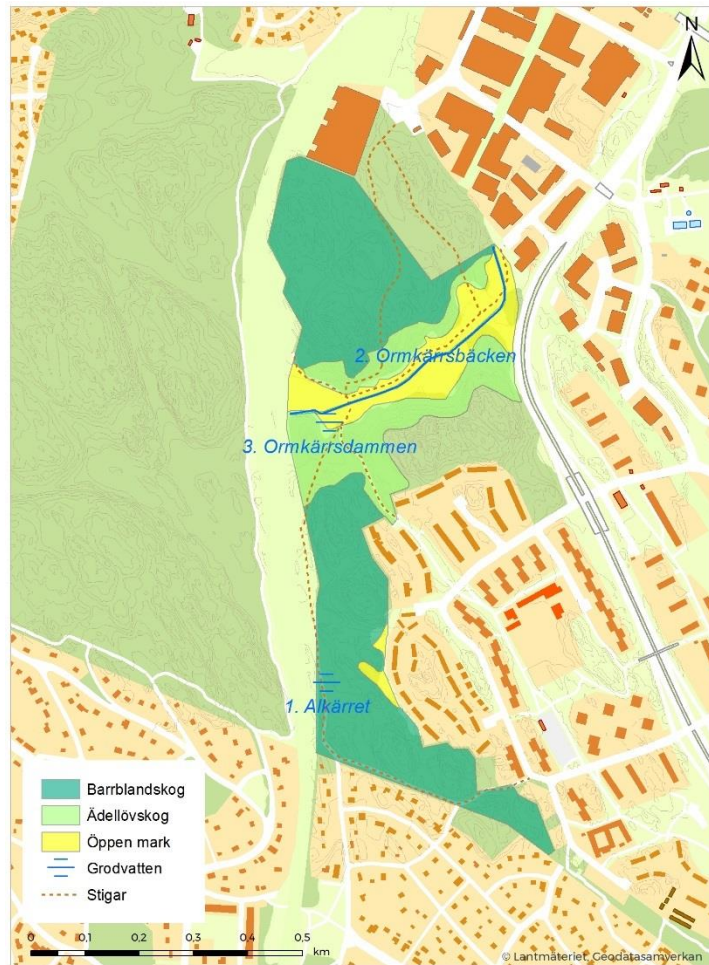 N
2. Ormkärrsbäcken
3. Ormkärrsdammen
1. Alkärret
Barrblandskog
Ädellövskog
Öppen mark
Grodvatten
Stigar
0 0,1 0,2 0,3 0,4 0,5
km
© Lantmäteriet, Geodatasamverkan